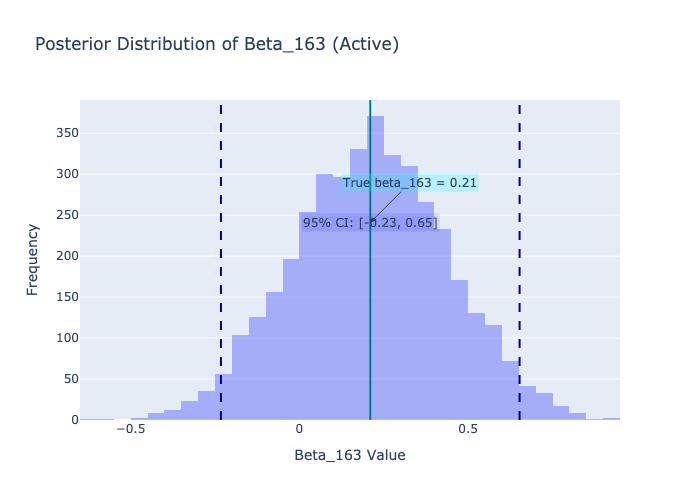 Posterior Distribution of Beta_163 (Active)
350
300
250
200
150
100
50
0
Frequency
True beta_163 = 0.21
95% CI: [-0.23, 0.65]
−0.5
0
0.5
Beta_163 Value